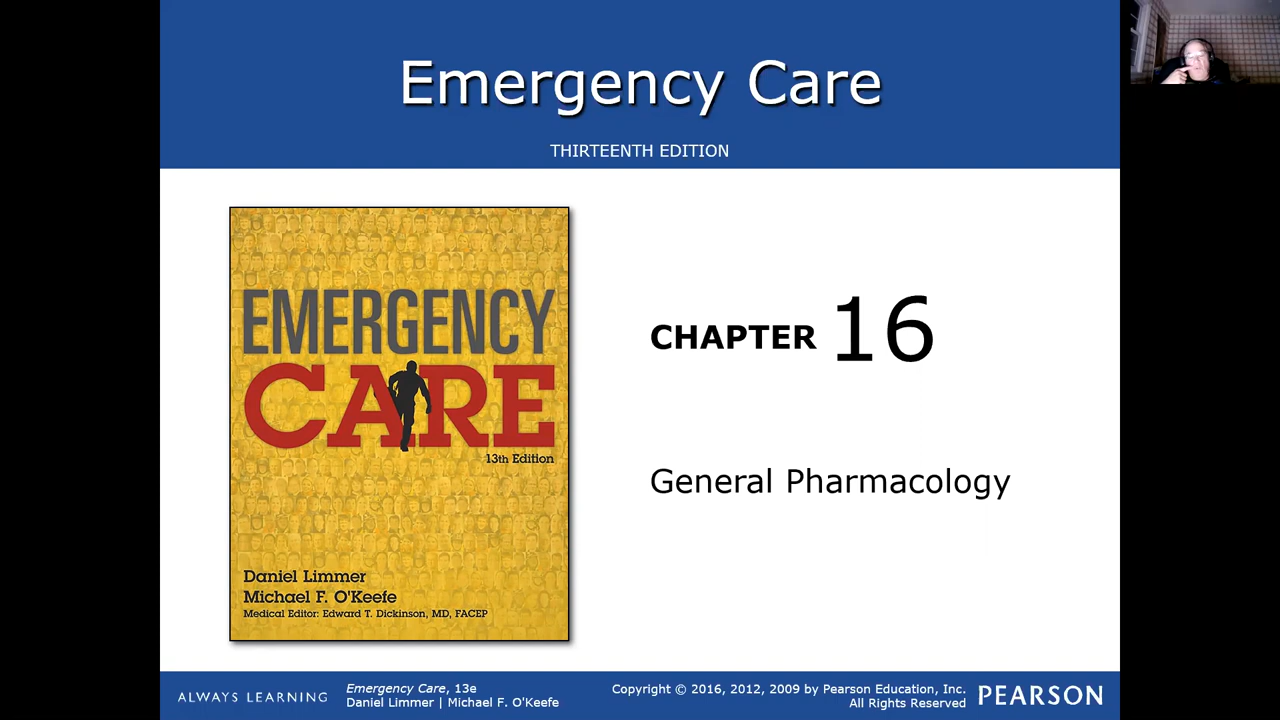 Emergency Care
THIRTEENTH EDITION
EMERGENCY
CARE
13th Edition
Daniel Limmer
Michael F. O'Keefe
Medical Editor: Edward T. Dickinson, MD, FACEP
CHAPTER 16
General Pharmacology
ALWAYS LEARNING
Emergency Care, 13e
Daniel Limmer | Michael F. O'Keefe
Copyright © 2016, 2012, 2009 by Pearson Education, Inc.
All Rights Reserved
PEARSON